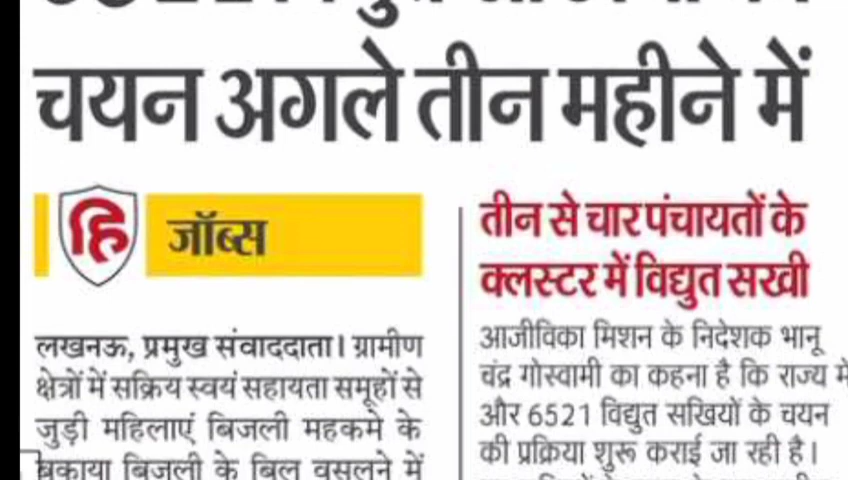 चयन अगले तीन महीने में
हि
जॉब्स
लखनऊ, प्रमुख संवाददाता। ग्रामीण
क्षेत्रों में सक्रिय स्वयं सहायता समूहों से
जुड़ी महिलाएं बिजली महकमे के
बकाया बिजली के बिल वसूलने में
तीन से चार पंचायतों के
क्लस्टर में विद्युत सखी
आजीविका मिशन के निदेशक भानू
चंद्र गोस्वामी का कहना है कि राज्य में
और 6521 विद्युत सखियों के चयन
की प्रक्रिया शुरू कराई जा रही है।